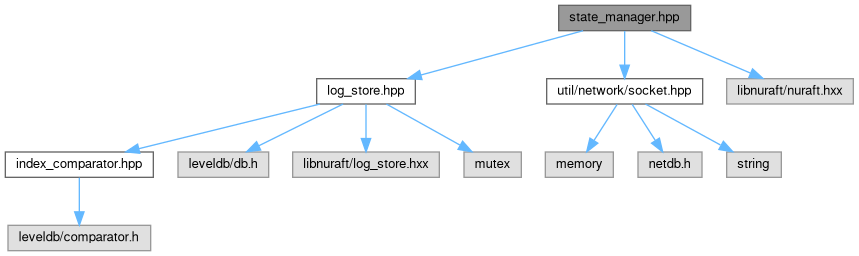 state_manager.hpp
log_store.hpp
util/network/socket.hpp
libnuraft/nuraft.hxx
index_comparator.hpp
leveldb/db.h
libnuraft/log_store.hxx
mutex
memory
netdb.h
string
leveldb/comparator.h